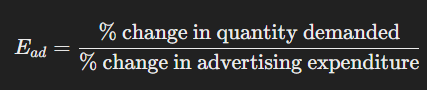 E_ad = % change in quantity demanded
% change in advertising expenditure